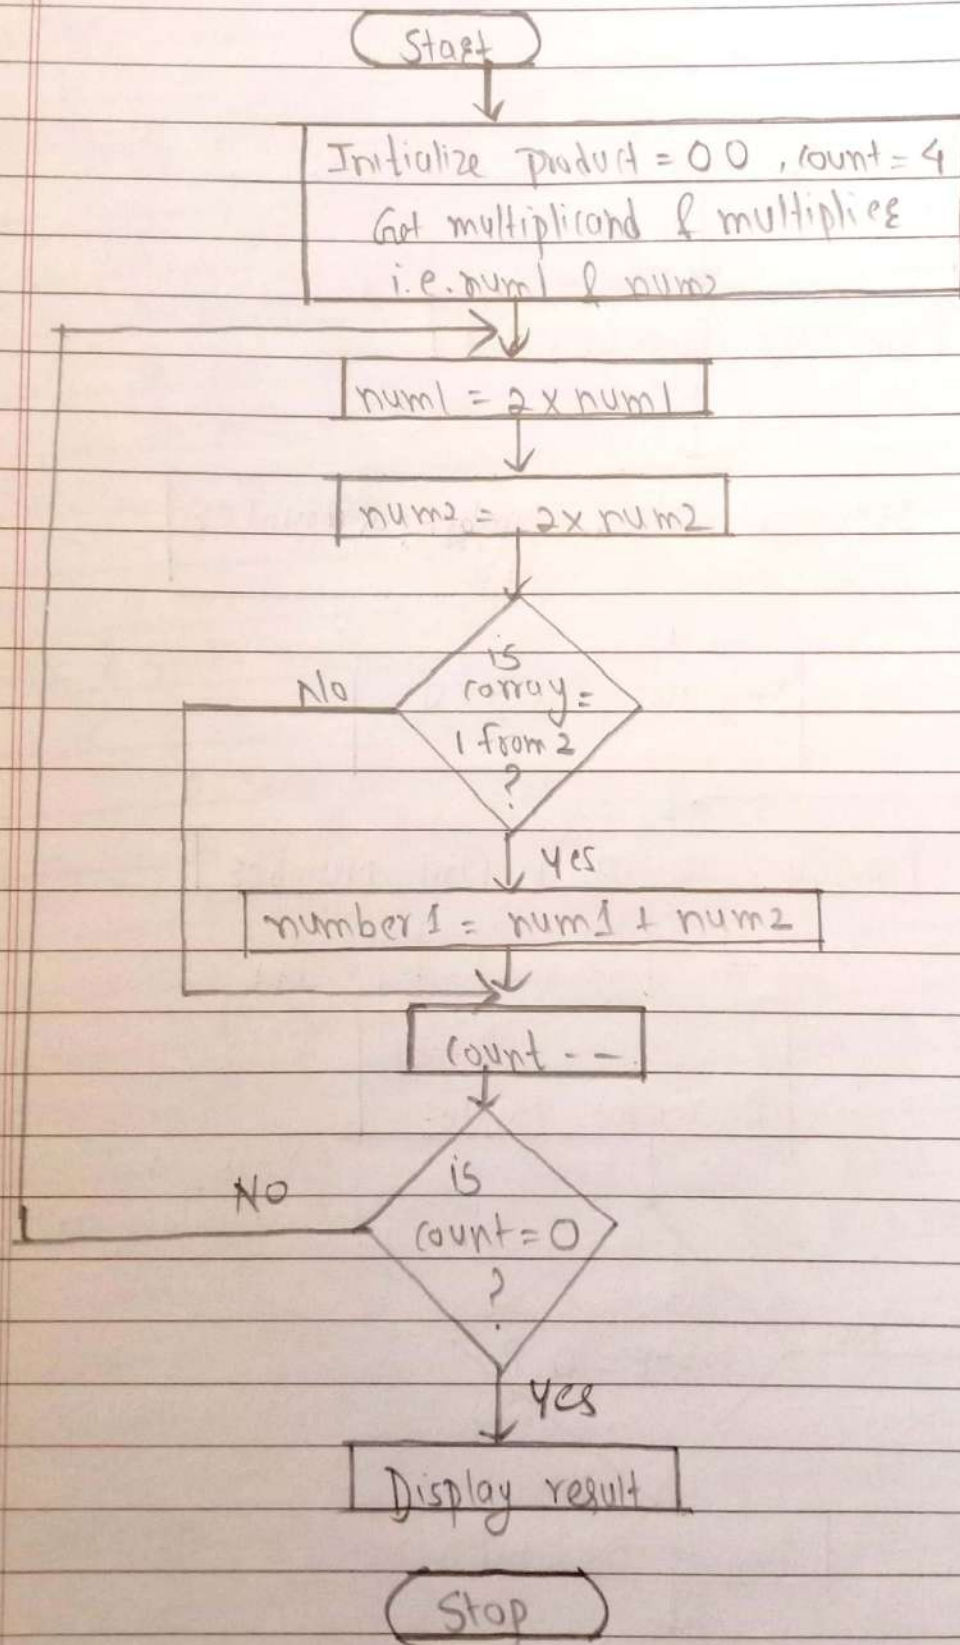 Start
Initialize product = 00, count = 4
Get multiplicand & multiplier
i.e. num1 & num2
num1 = 2 x num1
num2 = 2x num2
is
No
corray =
1 from 2
?
yes
number 1 = num1 + num2
count --
is
NO
count = 0
?
yes
Display result
Stop